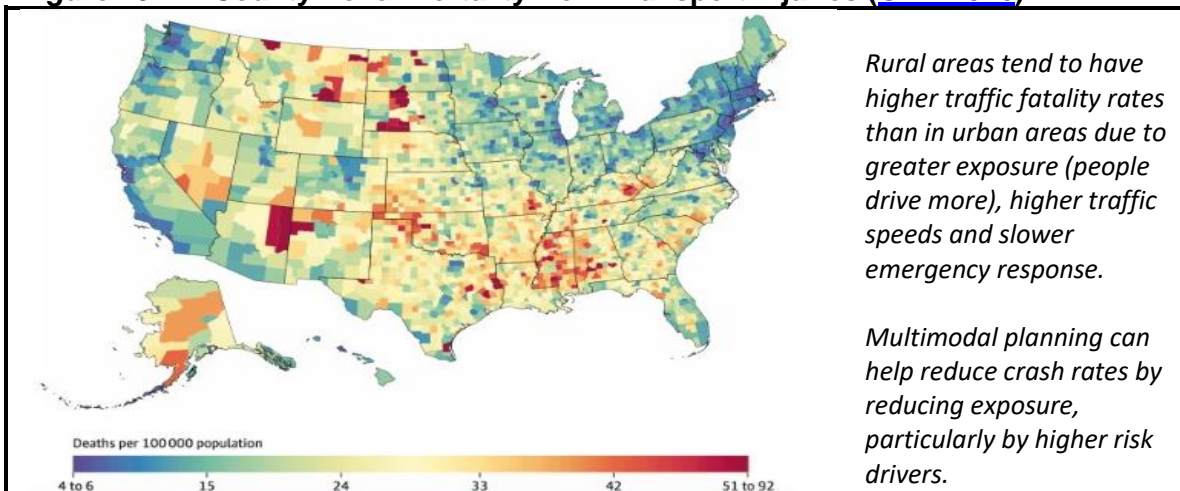 Rural areas tend to have
higher traffic fatality rates
than in urban areas due to
greater exposure (people
drive more), higher traffic
speeds and slower
emergency response.
Multimodal planning can
help reduce crash rates by
reducing exposure,
particularly by higher risk
drivers.
Deaths per 100 000 population
4 to 6 15 24 33 42 51 to 92